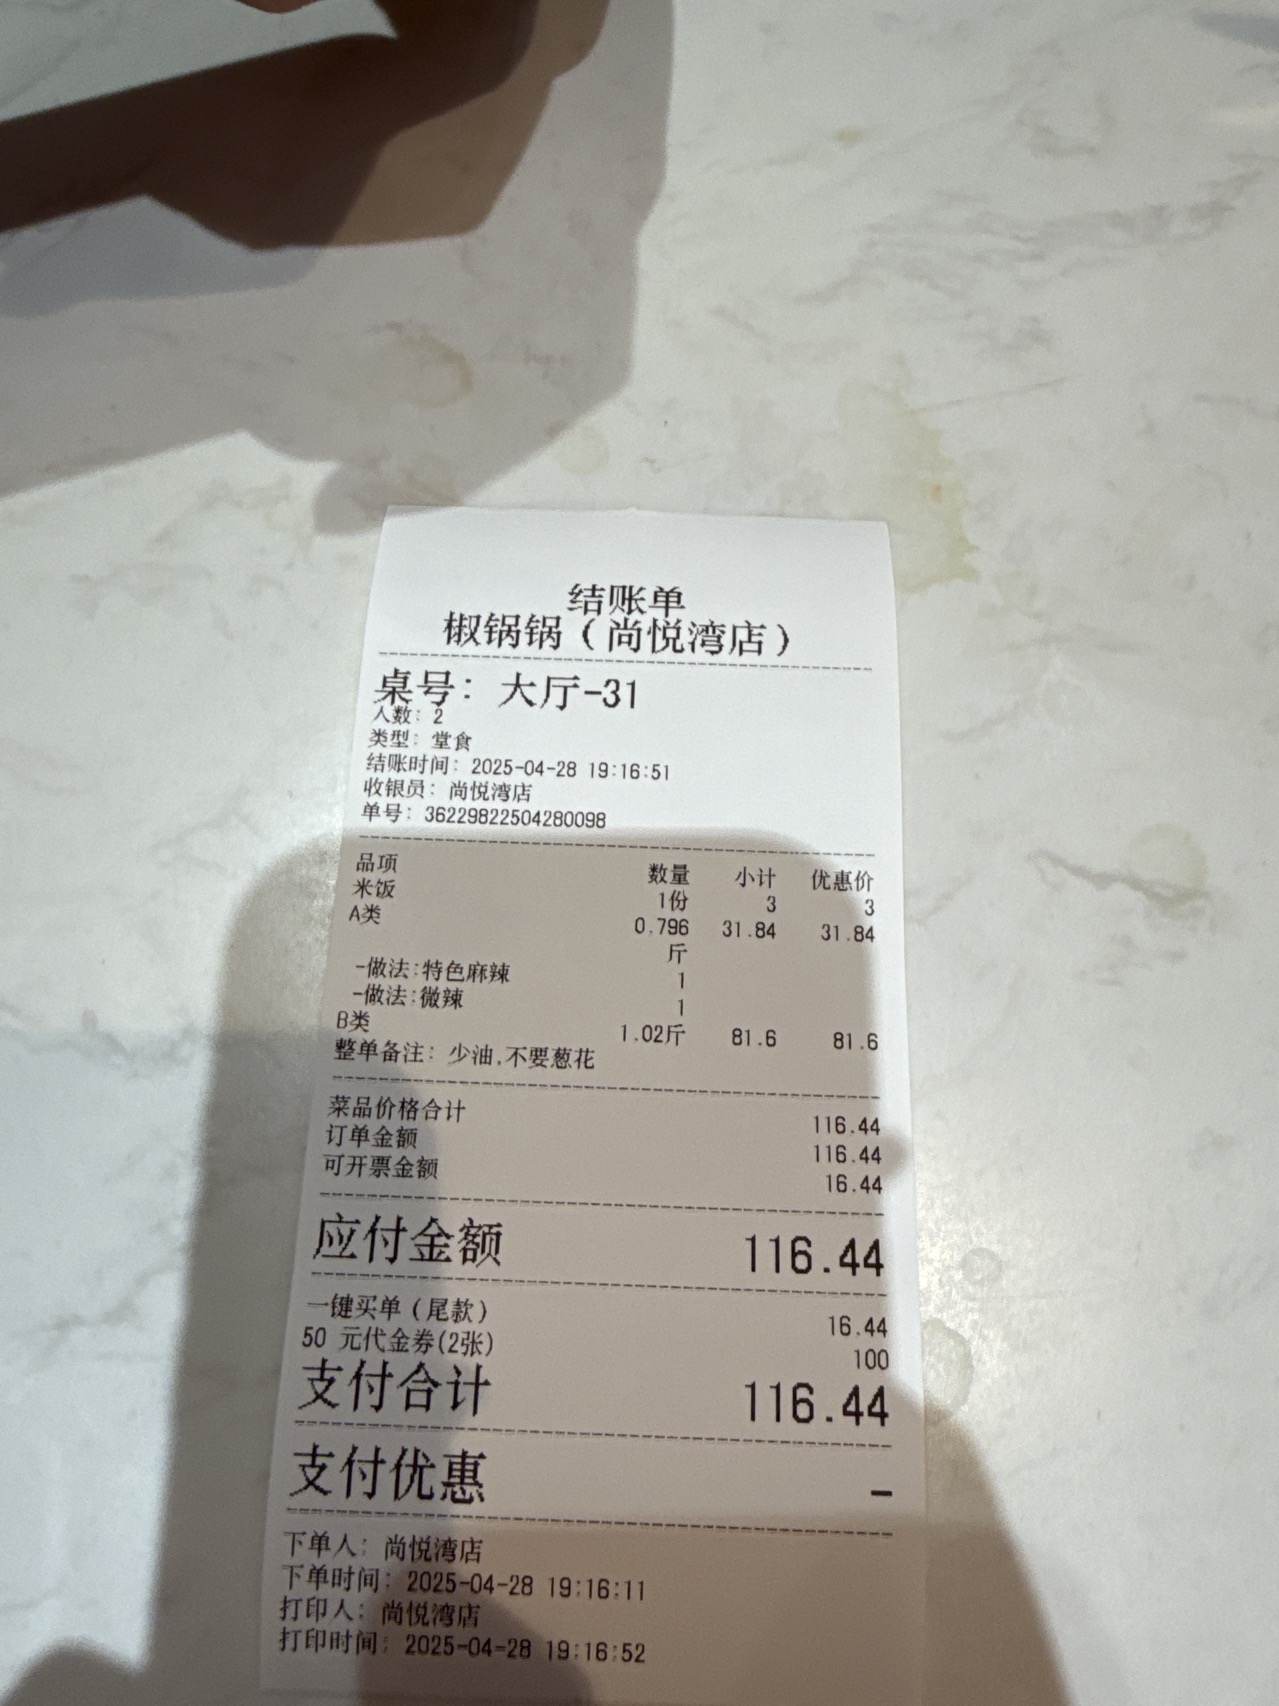 结账单
椒锅锅（尚悦湾店）
桌号：大厅-31
人数：2
类型：堂食
结账时间：2025-04-28 19:16:51
收银员：尚悦湾店
单号：36229822504280098
品项 数量 小计 优惠价
米饭 1份 3 3
A类 0.796 31.84 31.84
斤
-做法:特色麻辣 1
-做法:微辣 1
B类 1.02斤 81.6 81.6
整单备注：少油,不要葱花
菜品价格合计 116.44
订单金额 116.44
可开票金额 16.44
应付金额 116.44
一键买单（尾款） 16.44
50 元代金券(2张) 100
支付合计 116.44
支付优惠 -
下单人：尚悦湾店
下单时间：2025-04-28 19:16:11
打印人：尚悦湾店
打印时间：2025-04-28 19:16:52